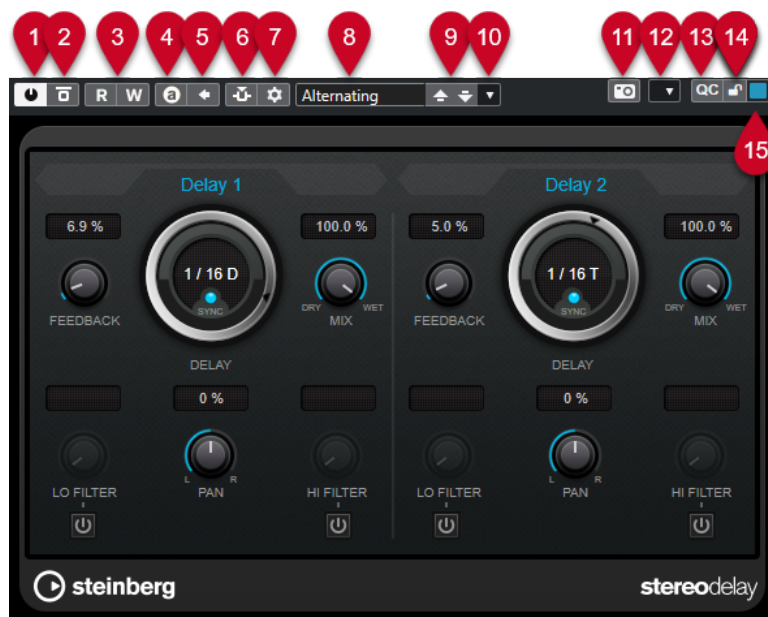 1 2 3 4 5 6 7 8 9 10 11 12 13 14
R W a Alternating QC
15
Delay 1 Delay 2
6.9 % 100.0 % 5.0 % 100.0 %
1 / 16 D 1 / 16 T
SYNC SYNC
DRY WET DRY WET
FEEDBACK MIX FEEDBACK MIX
DELAY DELAY
0 % 0 %
L R L R
LO FILTER PAN HI FILTER LO FILTER PAN HI FILTER
steinberg stereodelay